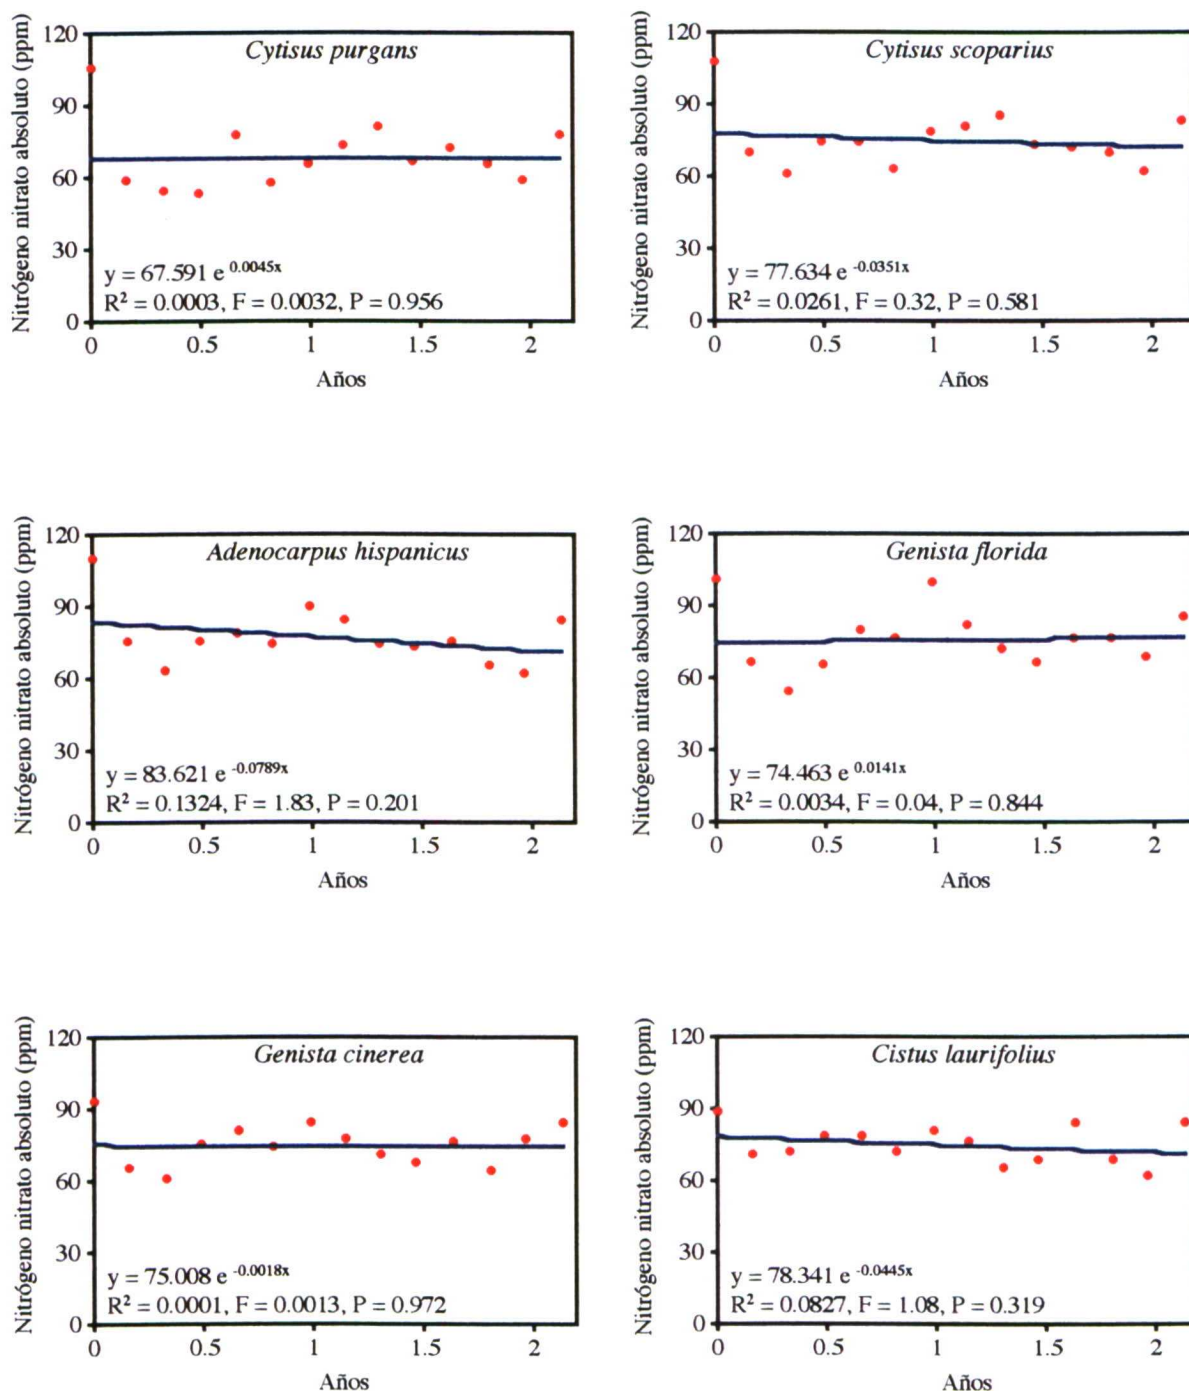 Nitrógeno nitrato absoluto (ppm)
120
90
60
30
0
Cytisus purgans
y = 67.591 e 0.0045x
R² = 0.0003, F = 0.0032, P = 0.956
0 0.5 1 1.5 2
Años
Nitrógeno nitrato absoluto (ppm)
120
90
60
30
0
Cytisus scoparius
y = 77.634 e -0.0351x
R² = 0.0261, F = 0.32, P = 0.581
0 0.5 1 1.5 2
Años
Nitrógeno nitrato absoluto (ppm)
120
90
60
30
0
Adenocarpus hispanicus
y = 83.621 e -0.0789x
R² = 0.1324, F = 1.83, P = 0.201
0 0.5 1 1.5 2
Años
Nitrógeno nitrato absoluto (ppm)
120
90
60
30
0
Genista florida
y = 74.463 e 0.0141x
R² = 0.0034, F = 0.04, P = 0.844
0 0.5 1 1.5 2
Años
Nitrógeno nitrato absoluto (ppm)
120
90
60
30
0
Genista cinerea
y = 75.008 e -0.0018x
R² = 0.0001, F = 0.0013, P = 0.972
0 0.5 1 1.5 2
Años
Nitrógeno nitrato absoluto (ppm)
120
90
60
30
0
Cistus laurifolius
y = 78.341 e -0.0445x
R² = 0.0827, F = 1.08, P = 0.319
0 0.5 1 1.5 2
Años